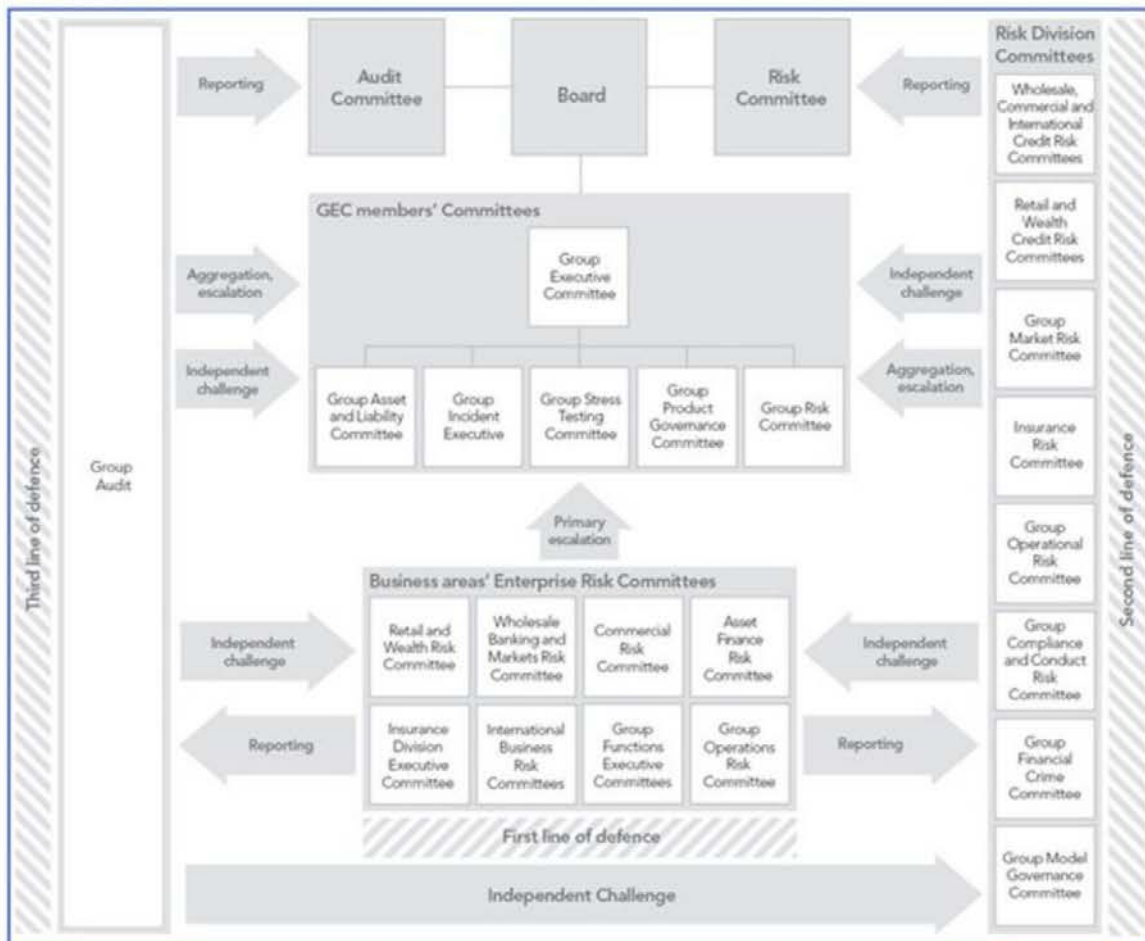 Third line of defence
Group
Audit
Reporting
Audit
Committee
Board
Risk
Committee
Reporting
GEC members' Committees
Group
Executive
Committee
Aggregation,
escalation
Independent
challenge
Independent
challenge
Aggregation,
escalation
Group Asset
and Liability
Committee
Group
Incident
Executive
Group Stress
Testing
Committee
Group
Product
Governance
Committee
Group Risk
Committee
Primary
escalation
Business areas' Enterprise Risk Committees
Retail and
Wealth Risk
Committee
Wholesale
Banking and
Markets Risk
Committee
Commercial
Risk
Committee
Asset
Finance
Risk
Committee
Insurance
Division
Executive
Committee
International
Business
Risk
Committees
Group
Functions
Executive
Committees
Group
Operations
Risk
Committee
Independent
challenge
Independent
challenge
Reporting
Reporting
First line of defence
Independent Challenge
Risk Division
Committees
Wholesale,
Commercial and
International
Credit Risk
Committees
Retail and
Wealth
Credit Risk
Committees
Group
Market Risk
Committee
Insurance
Risk
Committee
Group
Operational
Risk
Committee
Group
Compliance
and Conduct
Risk
Committee
Group
Financial
Crime
Committee
Group Model
Governance
Committee
Second line of defence